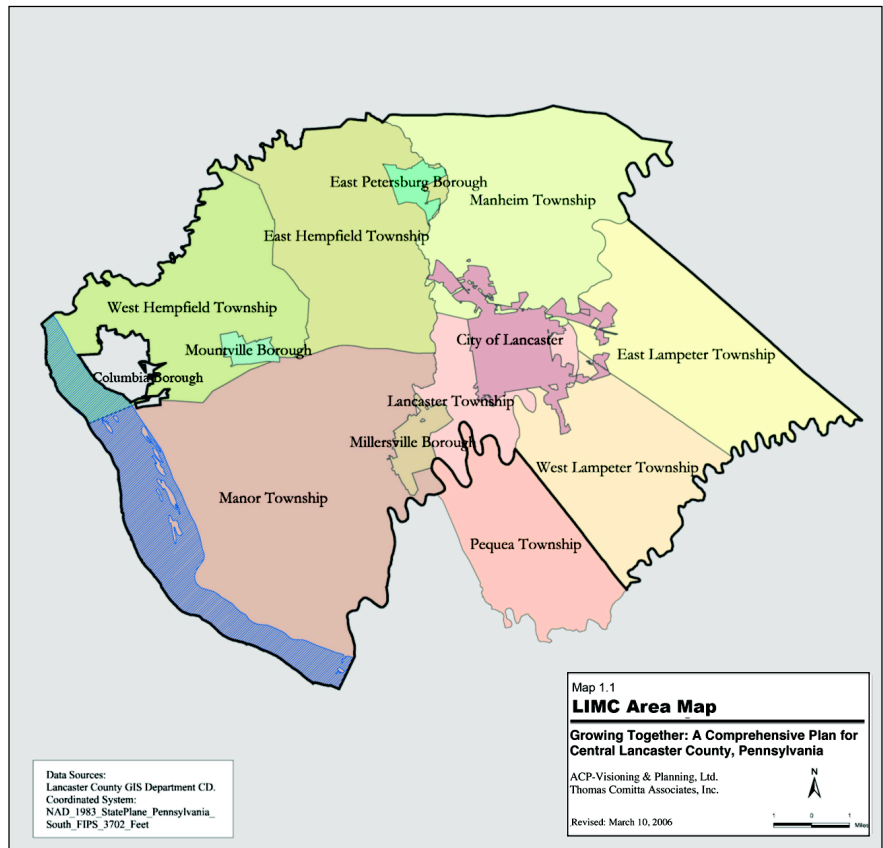 East Petersburg Borough
Manheim Township
East Hempfield Township
West Hempfield Township
City of Lancaster
Mountville Borough
East Lampeter Township
Columbia Borough
Lancaster Township
Millersville Borough
West Lampeter Township
Manor Township
Pequea Township
Map 1.1
LIMC Area Map
Growing Together: A Comprehensive Plan for
Central Lancaster County, Pennsylvania
ACP-Visioning & Planning, Ltd.
Thomas Comitta Associates, Inc.
N
Revised: March 10, 2006
1 0 1
Miles
Data Sources:
Lancaster County GIS Department CD.
Coordinated System:
NAD_1983_StatePlane_Pennsylvania_
South_FIPS_3702_Feet